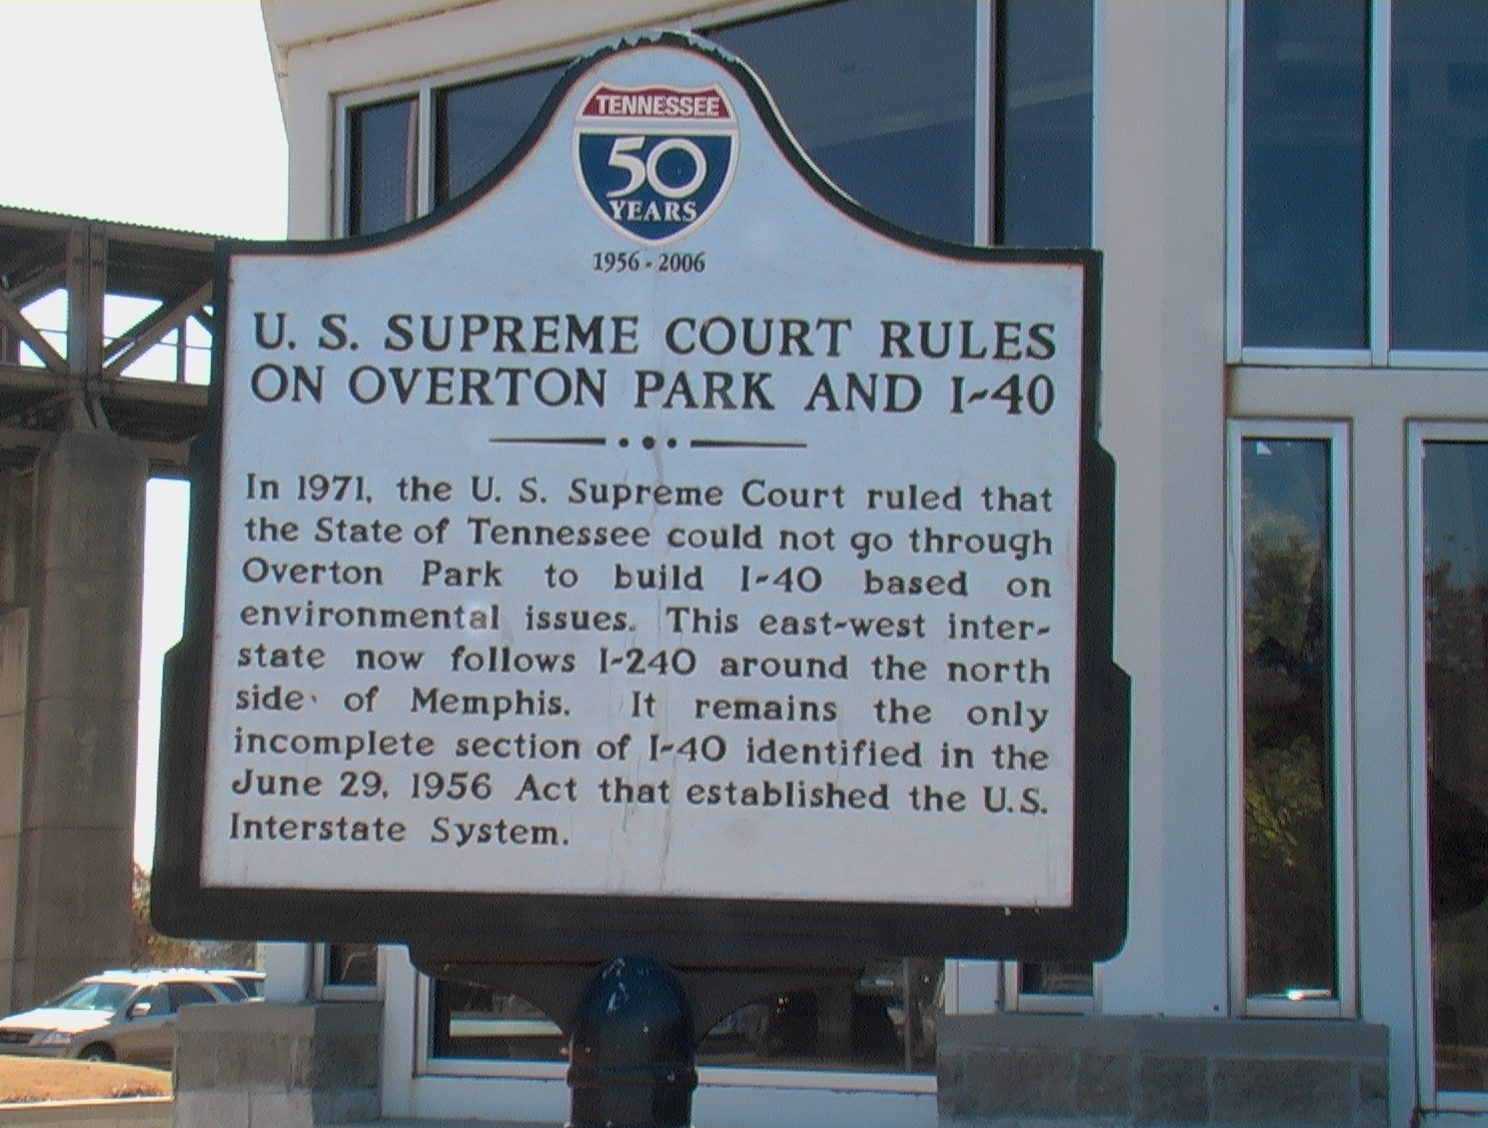 TENNESSEE
50
YEARS
1956 - 2006
U. S. SUPREME COURT RULES
ON OVERTON PARK AND I-40
In 1971, the U. S. Supreme Court ruled that
the State of Tennessee could not go through
Overton Park to build I-40 based on
environmental issues. This east-west inter-
state now follows I-240 around the north
side of Memphis. It remains the only
incomplete section of I-40 identified in the
June 29, 1956 Act that established the U.S.
Interstate System.